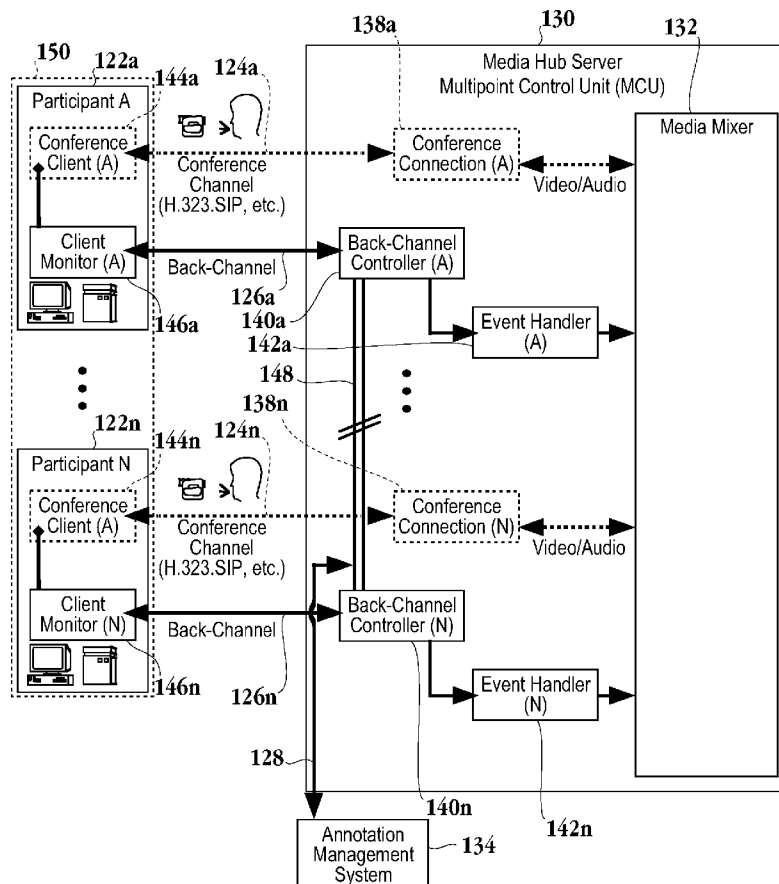 130
138a
132
150
122a
144a
124a
Media Hub Server
Multipoint Control Unit (MCU)
Participant A
Media Mixer
Conference
Client (A)
Conference
Connection (A)
Conference
Channel
(H.323.SIP, etc.)
Video/Audio
Client
Monitor (A)
Back-Channel
Back-Channel
Controller (A)
126a
140a
146a
142a
Event Handler
(A)
148
138n
122n
144n
124n
Participant N
Conference
Client (A)
Conference
Connection (N)
Conference
Channel
(H.323.SIP, etc.)
Video/Audio
Client
Monitor (N)
Back-Channel
Back-Channel
Controller (N)
146n
126n
Event Handler
(N)
128
140n
142n
Annotation
Management
System
134